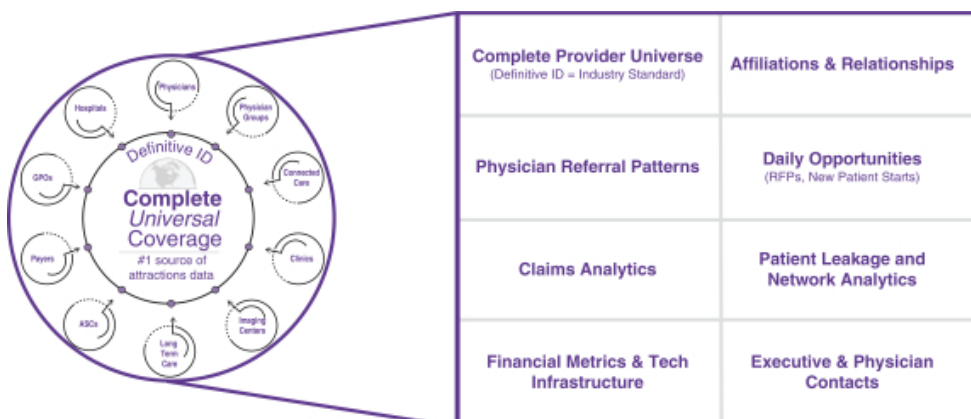 Physicians
Physician
Groups
Connected
Care
Clinics
Imaging
Centers
Long
Term
Care
ASCs
Payers
GPOs
Hospitals
Definitive ID
Complete
Universal
Coverage
#1 source of
attractions data
Complete Provider Universe
(Definitive ID = Industry Standard)
Affiliations & Relationships
Physician Referral Patterns
Daily Opportunities
(RFPs, New Patient Starts)
Claims Analytics
Patient Leakage and
Network Analytics
Financial Metrics & Tech
Infrastructure
Executive & Physician
Contacts